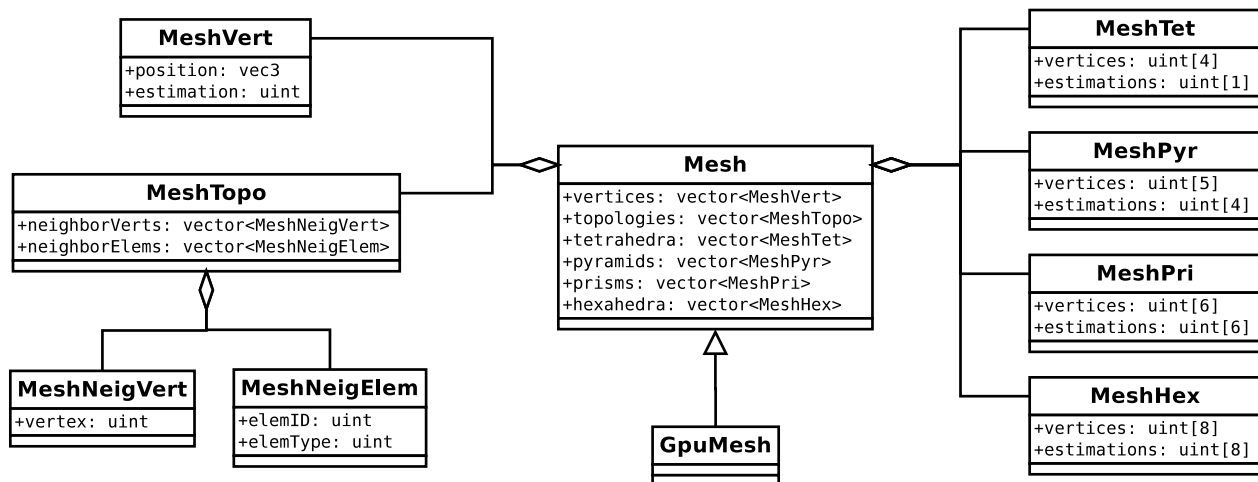 MeshVert
+position: vec3
+estimation: uint
MeshTopo
+neighborVerts: vector<MeshNeigVert>
+neighborElems: vector<MeshNeigElem>
MeshNeigVert
+vertex: uint
MeshNeigElem
+elemID: uint
+elemType: uint
Mesh
+vertices: vector<MeshVert>
+topologies: vector<MeshTopo>
+tetrahedra: vector<MeshTet>
+pyramids: vector<MeshPyr>
+prisms: vector<MeshPri>
+hexahedra: vector<MeshHex>
GpuMesh
MeshTet
+vertices: uint[4]
+estimations: uint[1]
MeshPyr
+vertices: uint[5]
+estimations: uint[4]
MeshPri
+vertices: uint[6]
+estimations: uint[6]
MeshHex
+vertices: uint[8]
+estimations: uint[8]